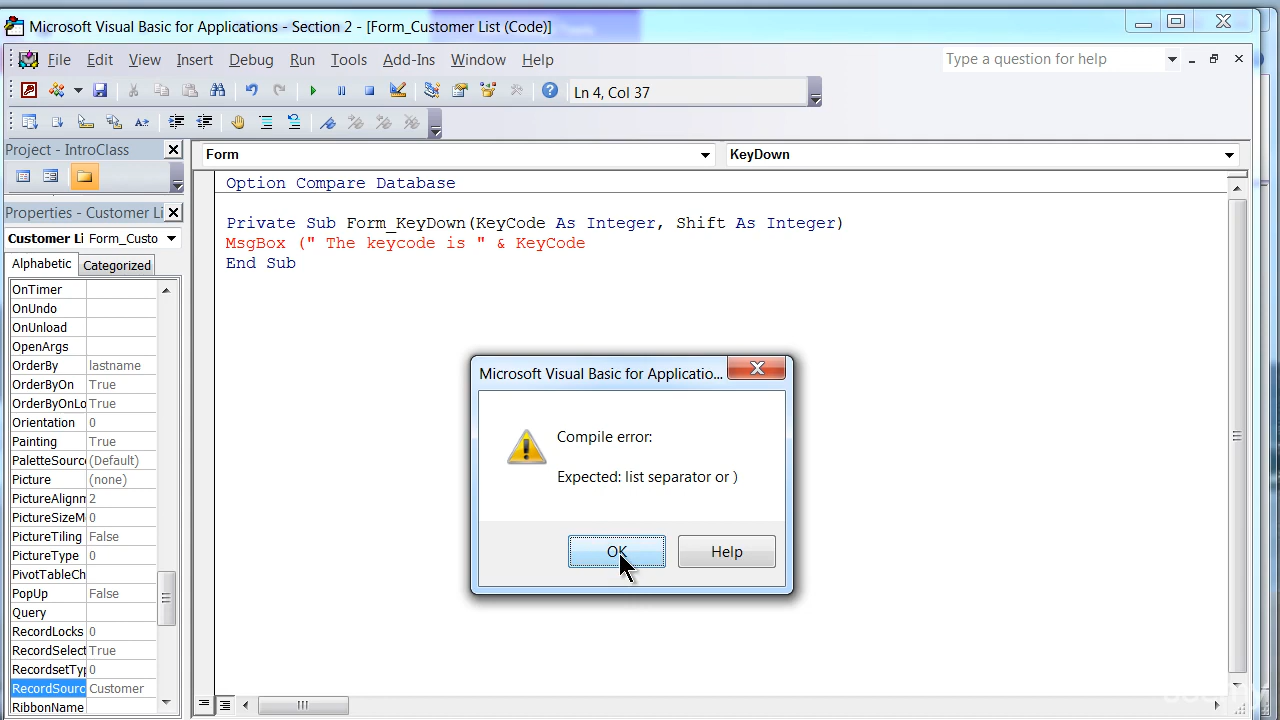 Microsoft Visual Basic for Applications - Section 2 - [Form_Customer List (Code)]
File Edit View Insert Debug Run Tools Add-Ins Window Help
Type a question for help
Ln 4, Col 37
Project - IntroClass
Form
KeyDown
Properties - Customer Li
Customer Li Form_Custo
Alphabetic Categorized
Option Compare Database
Private Sub Form_KeyDown(KeyCode As Integer, Shift As Integer)
MsgBox (" The keycode is " & KeyCode
End Sub
OnTimer
OnUndo
OnUnload
OpenArgs
OrderBy lastname
OrderByOn True
OrderByOnLo True
Orientation 0
Painting True
PaletteSourc (Default)
Picture (none)
PictureAlignn 2
PictureSizeM 0
PictureTiling False
PictureType 0
PivotTableCh
PopUp False
Query
RecordLocks 0
RecordSelect True
RecordsetTyp 0
RecordSourc Customer
RibbonName
Microsoft Visual Basic for Applicatio...
Compile error:
Expected: list separator or )
OK Help